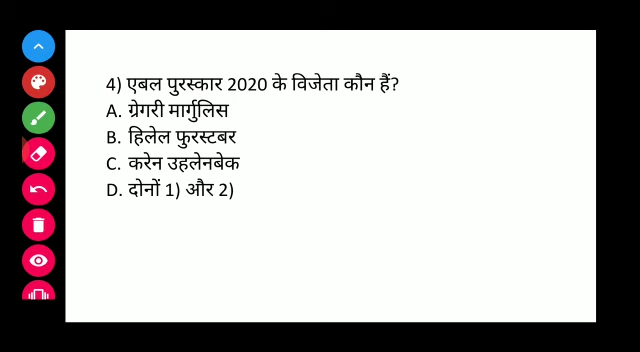 4) एबल पुरस्कार 2020 के विजेता कौन हैं?
A. ग्रेगरी मार्गुलिस
B. हिलेल फुरस्टबर
C. करेन उहलेनबेक
D. दोनों 1) और 2)